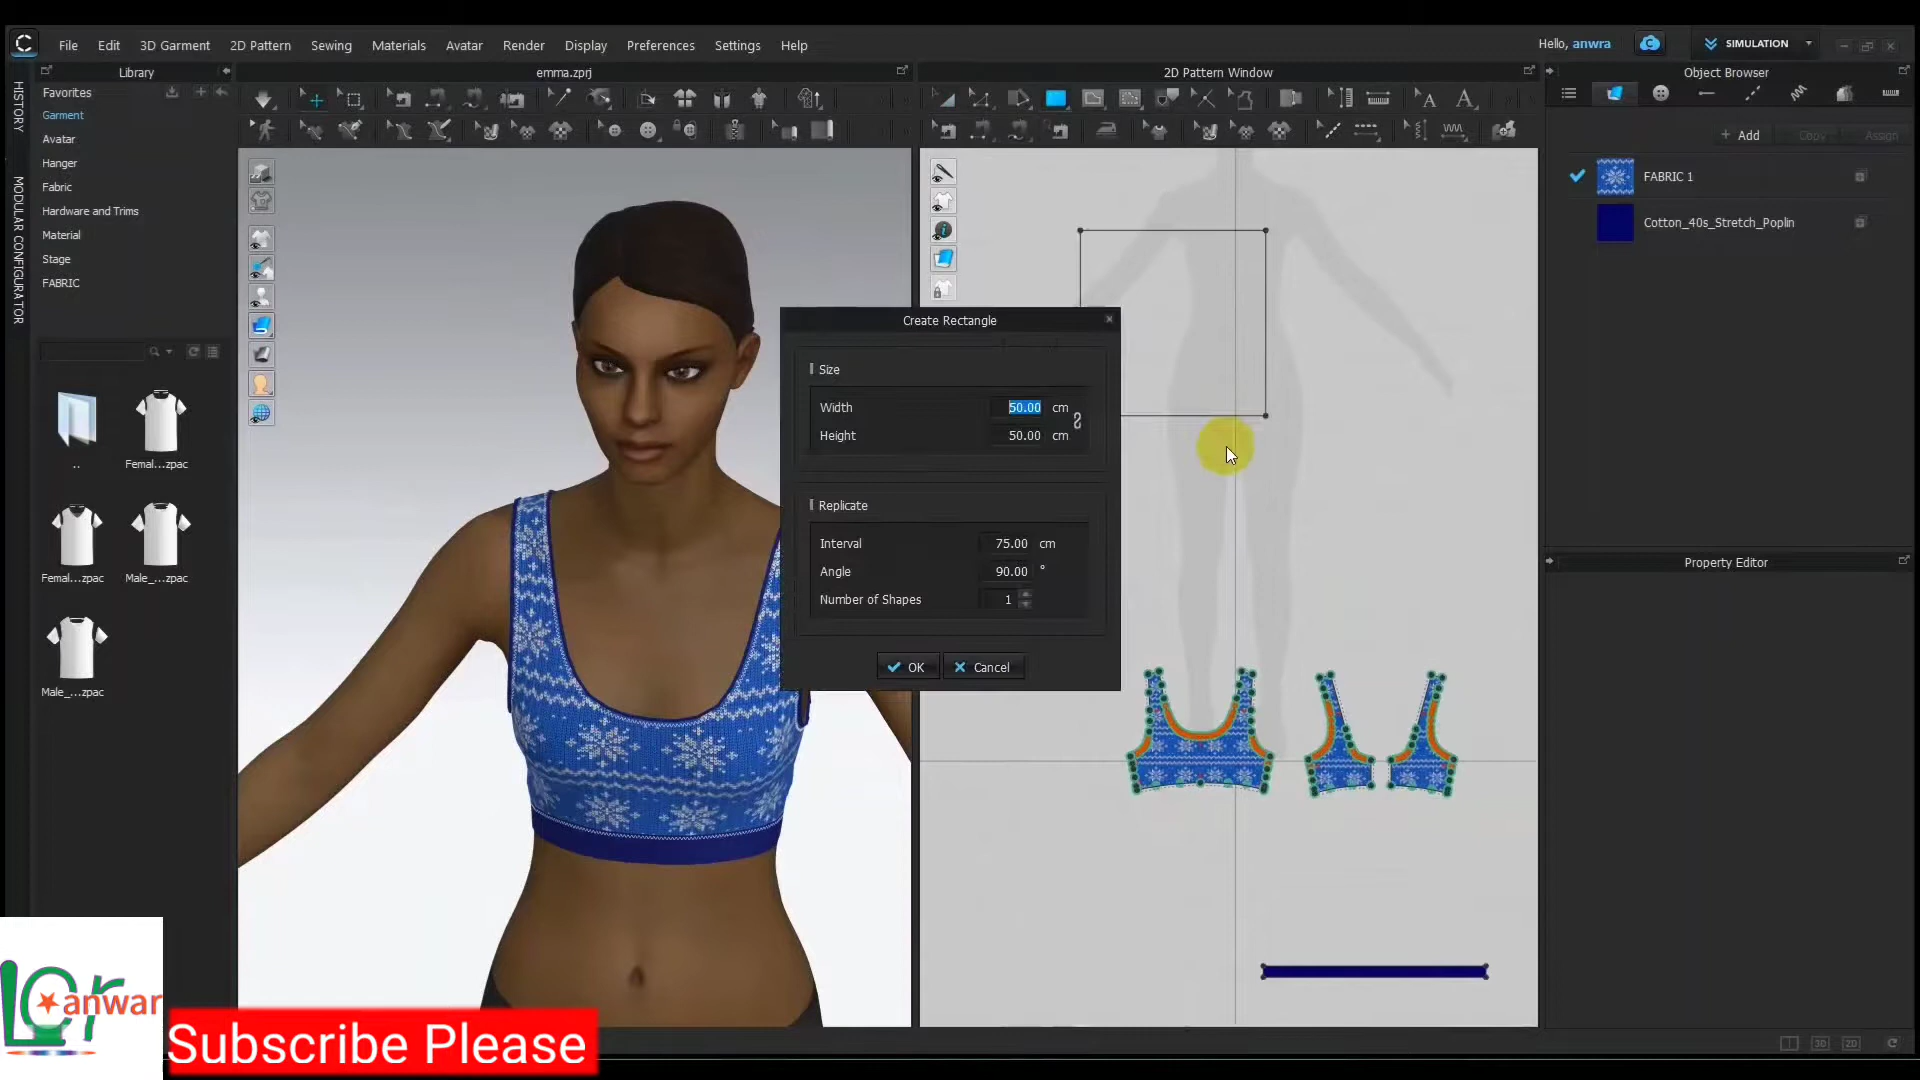 File Edit 3D Garment 2D Pattern Sewing Materials Avatar Render Display Preferences Settings Help
Hello, anwra
SIMULATION
Library
emma.zprj
2D Pattern Window
Object Browser
HISTORY
MODULAR CONFIGURATOR
Favorites
Garment
Avatar
Hanger
Fabric
Hardware and Trims
Material
Stage
FABRIC
..
Femal...zpac
Femal...zpac
Male_...zpac
Male_...zpac
Create Rectangle
Size
Width 50.00 cm
Height 50.00 cm
Replicate
Interval 75.00 cm
Angle 90.00 °
Number of Shapes 1
OK Cancel
+ Add Copy Assign
FABRIC 1
Cotton_40s_Stretch_Poplin
Property Editor
3D 2D
anwar
Subscribe Please